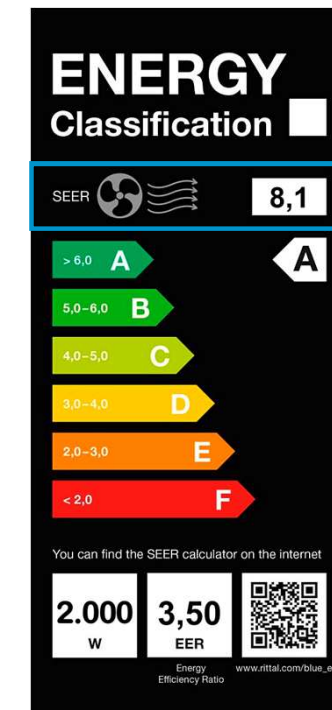 ENERGY
Classification
SEER 8,1
> 6,0 A A
5,0–6,0 B
4,0–5,0 C
3,0–4,0 D
2,0–3,0 E
< 2,0 F
You can find the SEER calculator on the internet
2.000 3,50
W EER
Energy www.rittal.com/blue_e
Efficiency Ratio